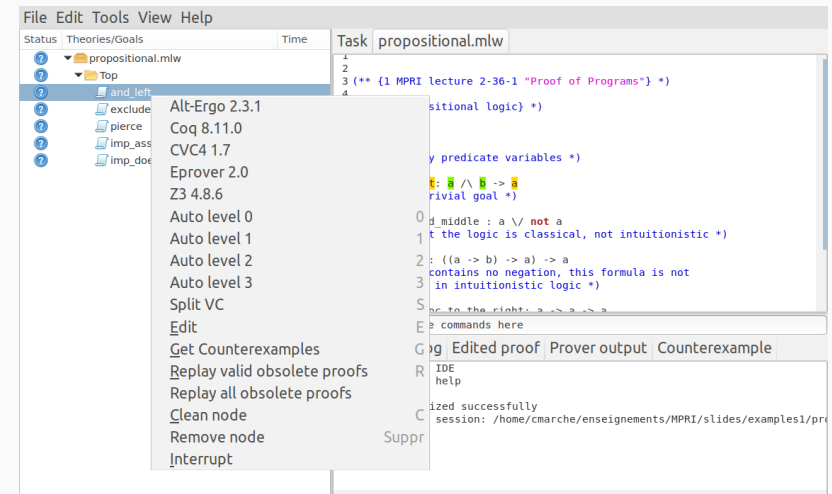 File Edit Tools View Help
Status Theories/Goals Time
propositional.mlw
Top
and_left
exclude
pierce
imp_ass
imp_doe
Alt-Ergo 2.3.1
Coq 8.11.0
CVC4 1.7
Eprover 2.0
Z3 4.8.6
Auto level 0 0
Auto level 1 1
Auto level 2 2
Auto level 3 3
Split VC S
Edit E
Get Counterexamples G
Replay valid obsolete proofs R
Replay all obsolete proofs
Clean node C
Remove node Suppr
Interrupt
Task propositional.mlw
1
2
3 (** {1 MPRI lecture 2-36-1 "Proof of Programs"} *)
4
sitional logic} *)
y predicate variables *)
t: a /\ b -> a
rivial goal *)
d_middle : a \/ not a
t the logic is classical, not intuitionistic *)
: ((a -> b) -> a) -> a
contains no negation, this formula is not
in intuitionistic logic *)
oc to the right: a -> a -> a
e commands here
og Edited proof Prover output Counterexample
IDE
help
ized successfully
session: /home/cmarche/enseignements/MPRI/slides/examples1/pro